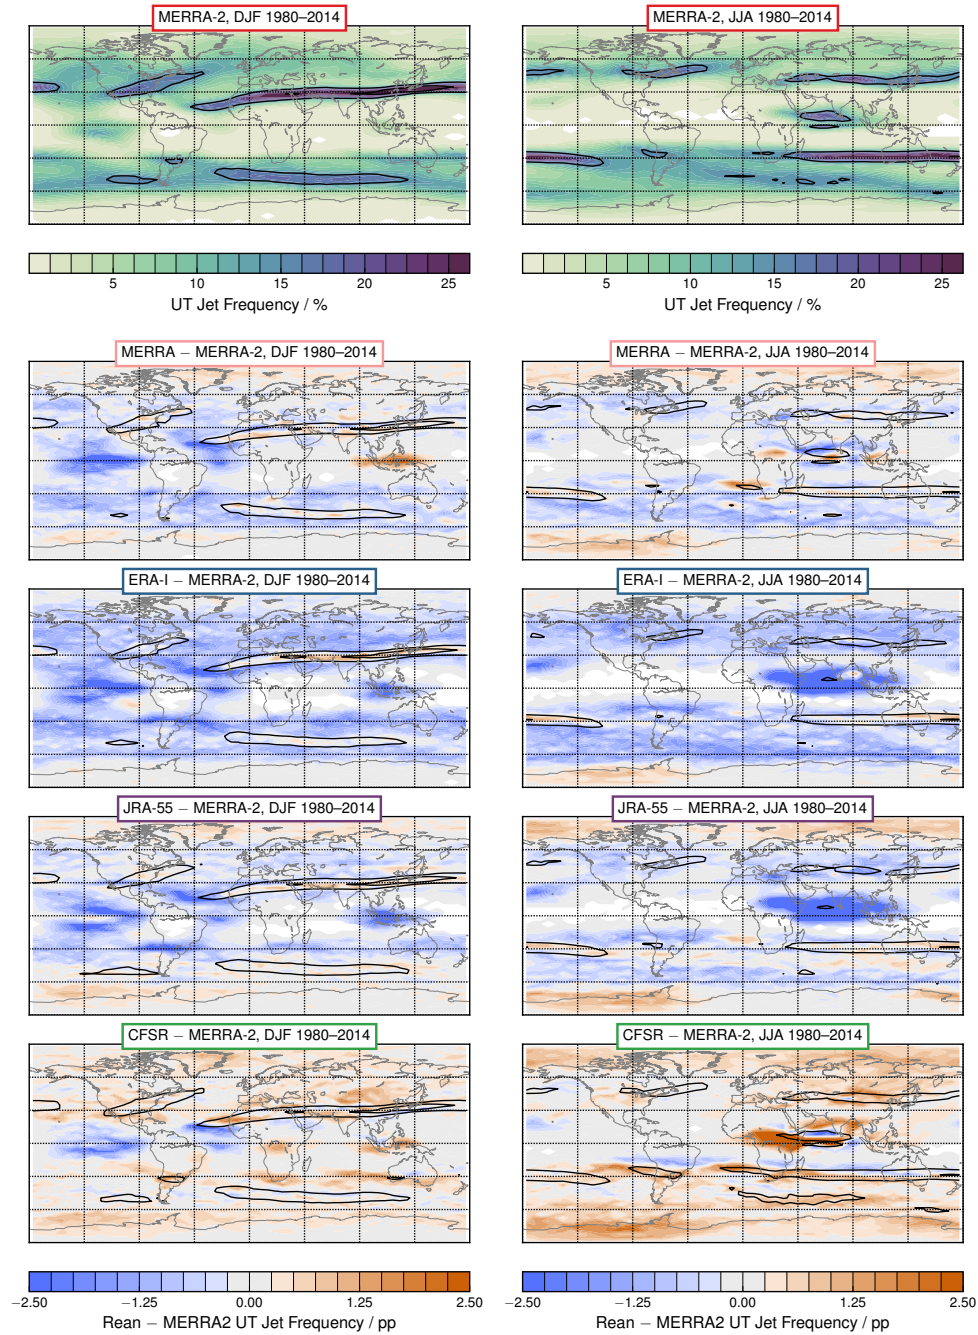 MERRA-2, DJF 1980–2014
MERRA-2, JJA 1980–2014
5 10 15 20 25
UT Jet Frequency / %
5 10 15 20 25
UT Jet Frequency / %
MERRA − MERRA-2, DJF 1980–2014
MERRA − MERRA-2, JJA 1980–2014
ERA-I − MERRA-2, DJF 1980–2014
ERA-I − MERRA-2, JJA 1980–2014
JRA-55 − MERRA-2, DJF 1980–2014
JRA-55 − MERRA-2, JJA 1980–2014
CFSR − MERRA-2, DJF 1980–2014
CFSR − MERRA-2, JJA 1980–2014
−2.50 −1.25 0.00 1.25 2.50
Rean − MERRA2 UT Jet Frequency / pp
−2.50 −1.25 0.00 1.25 2.50
Rean − MERRA2 UT Jet Frequency / pp